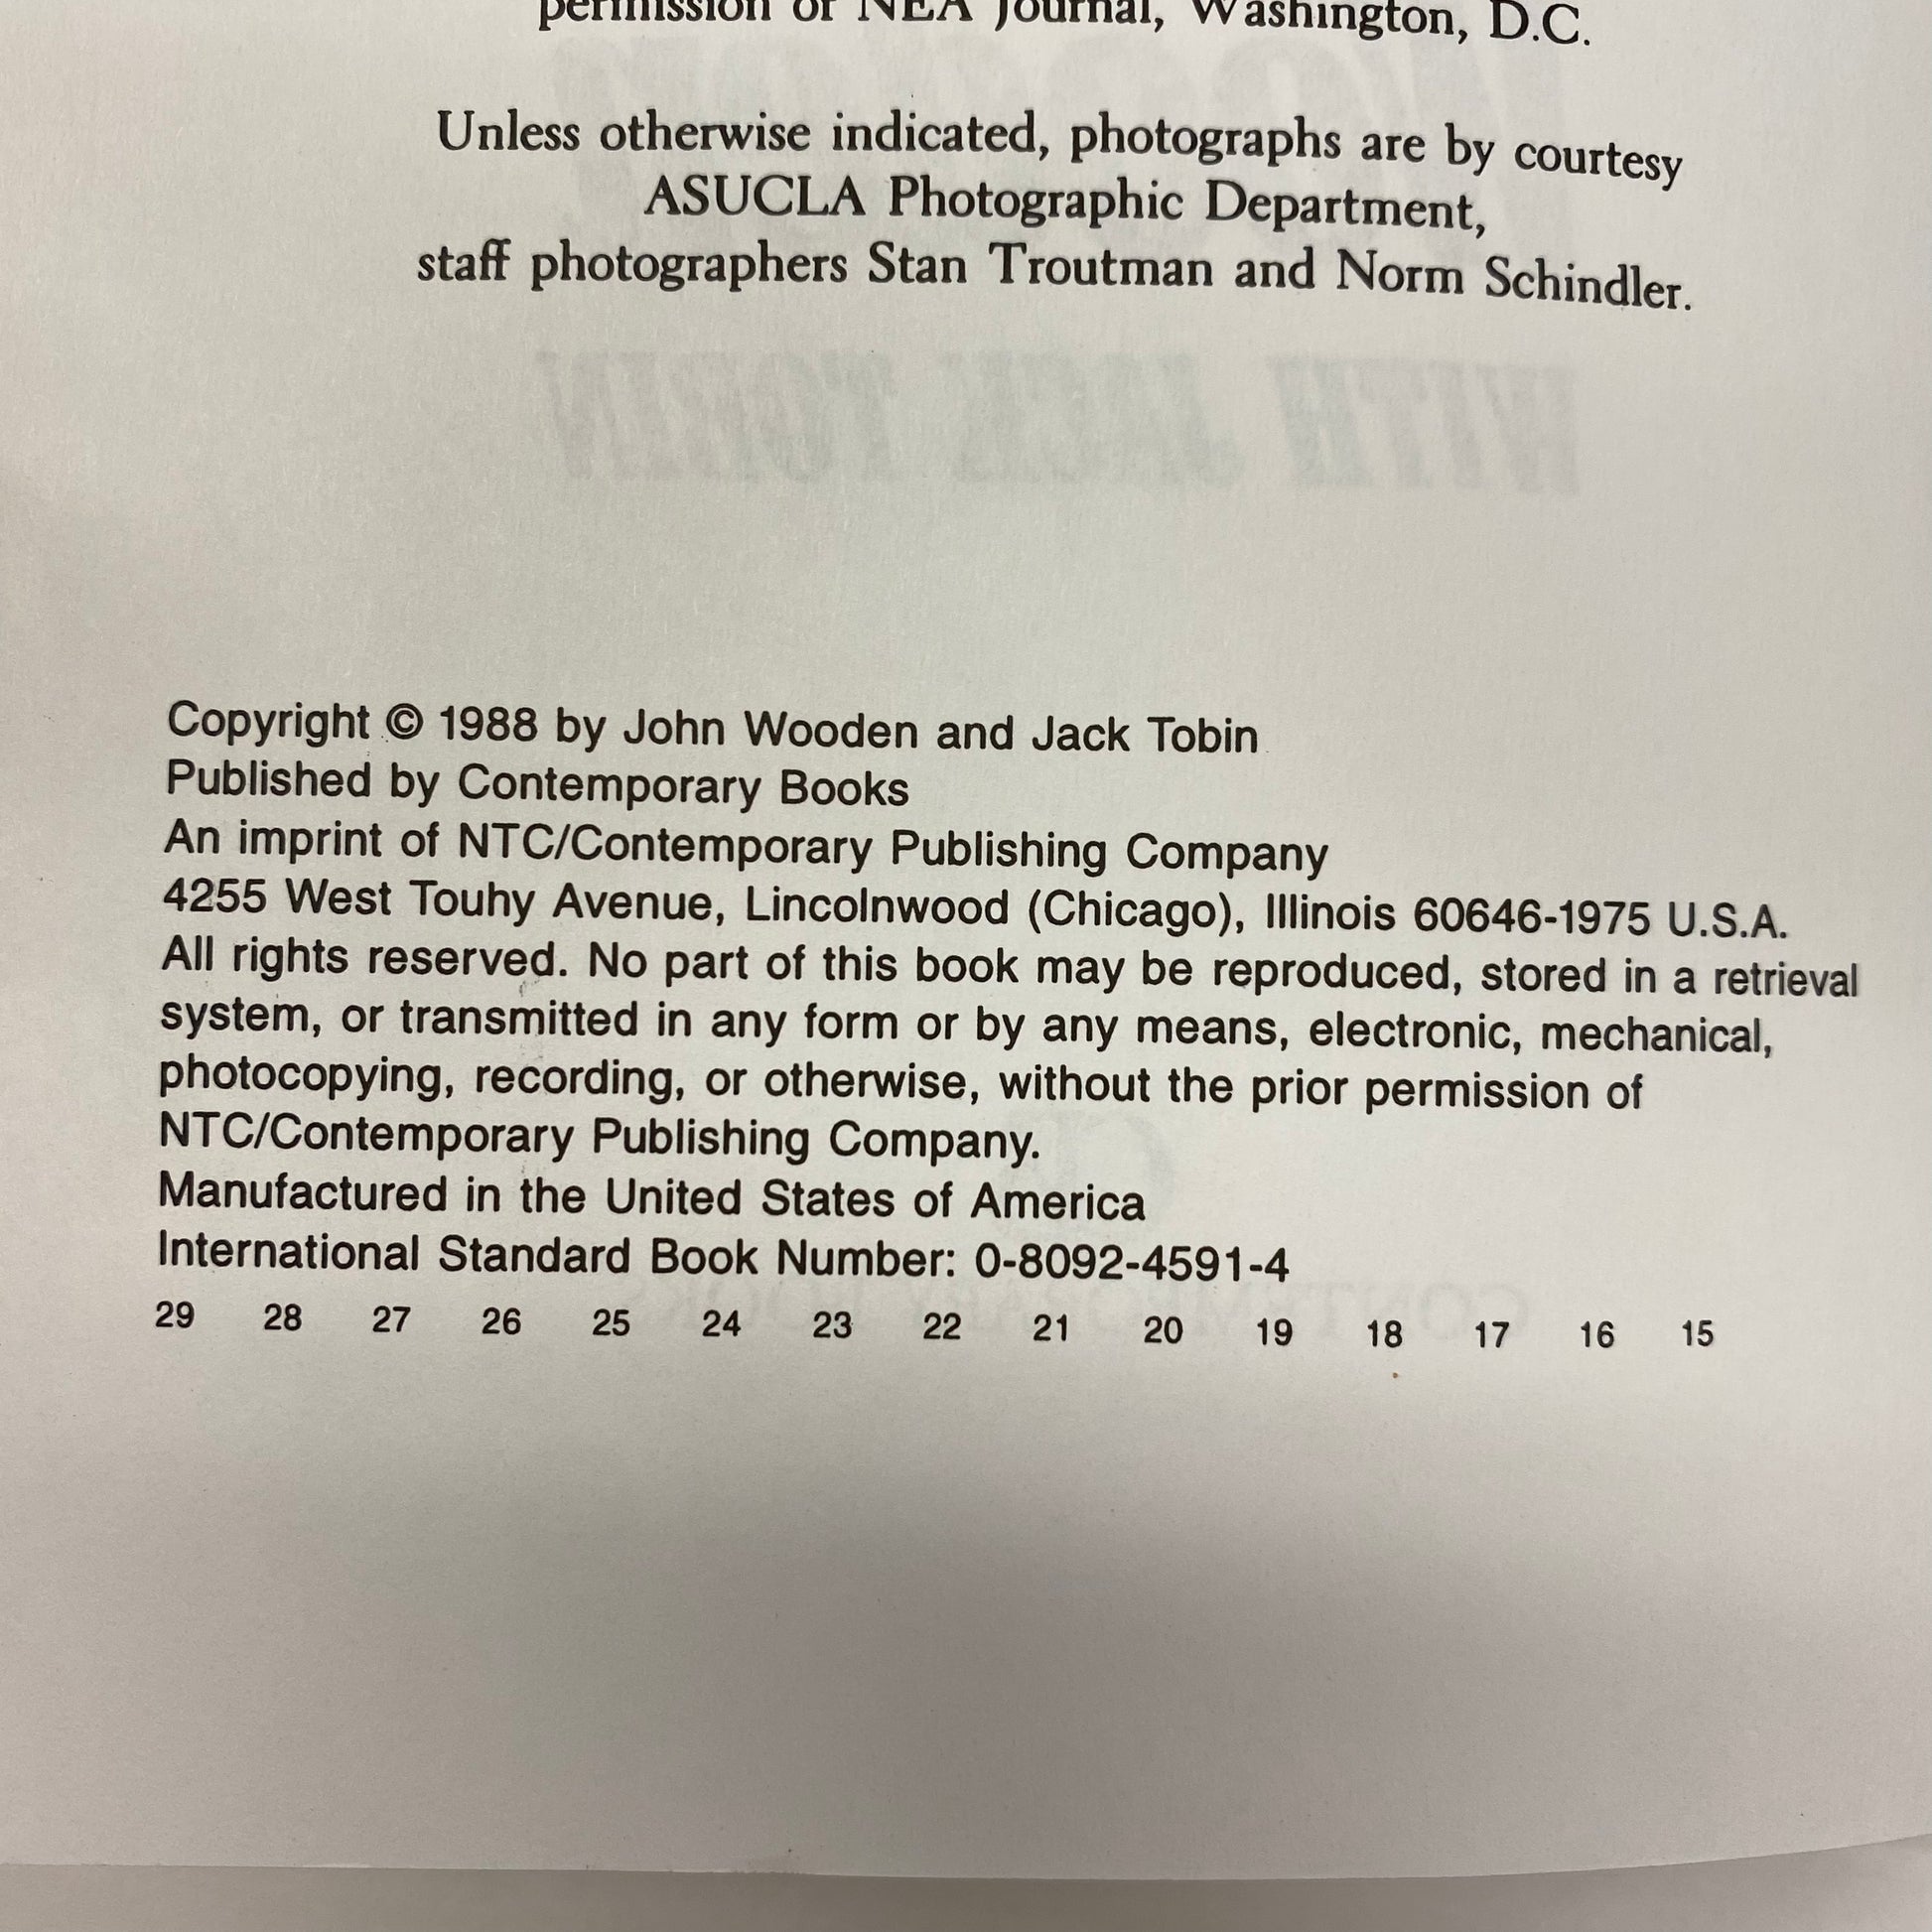 permission of NEA Journal, Washington, D.C.
Unless otherwise indicated, photographs are by courtesy
ASUCLA Photographic Department,
staff photographers Stan Troutman and Norm Schindler.
WITH JACK TOBIN
Copyright © 1988 by John Wooden and Jack Tobin
Published by Contemporary Books
An imprint of NTC/Contemporary Publishing Company
4255 West Touhy Avenue, Lincolnwood (Chicago), Illinois 60646-1975 U.S.A.
All rights reserved. No part of this book may be reproduced, stored in a retrieval
system, or transmitted in any form or by any means, electronic, mechanical,
photocopying, recording, or otherwise, without the prior permission of
NTC/Contemporary Publishing Company.
Manufactured in the United States of America
International Standard Book Number: 0-8092-4591-4
29 28 27 26 25 24 23 22 21 20 19 18 17 16 15